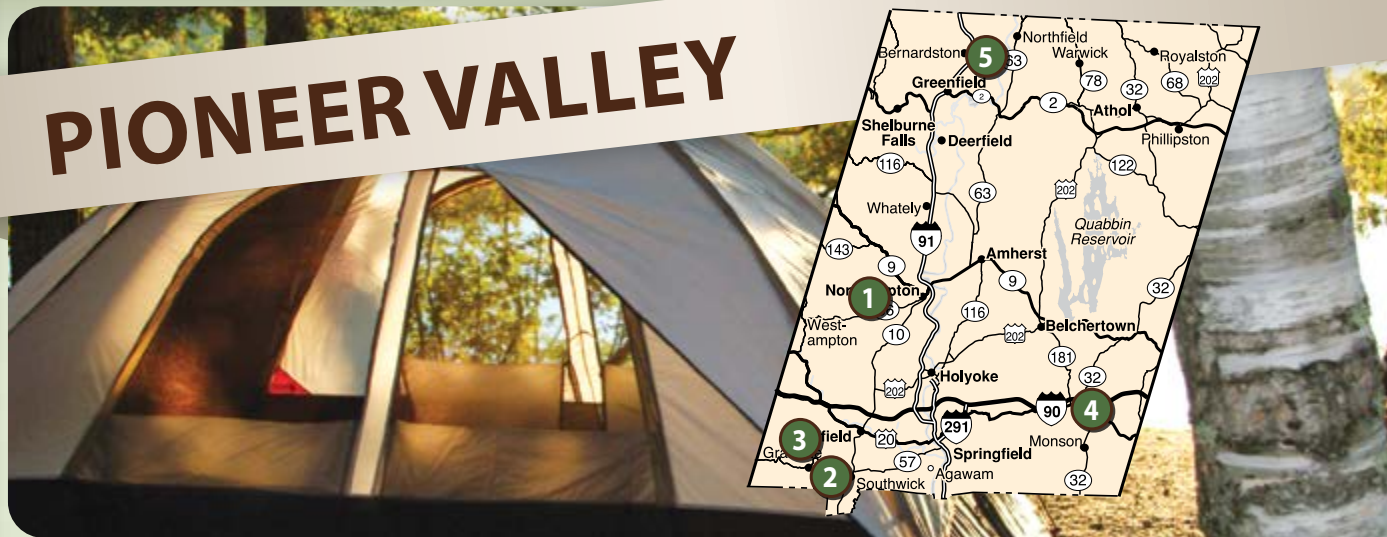 PIONEER VALLEY
Northfield
Bernardston
5
63
Warwick
Royalston
202
Greenfield
78
32
68
2
2
Athol
Shelburne
Falls
Deerfield
Phillipston
116
122
202
63
Whately
Quabbin
Reservoir
91
143
Amherst
9
9
32
1
116
West-
ampton
10
202
Belchertown
181
Holyoke
32
202
90
4
291
3
field
20
Monson
57
Springfield
2
Southwick
Agawam
32